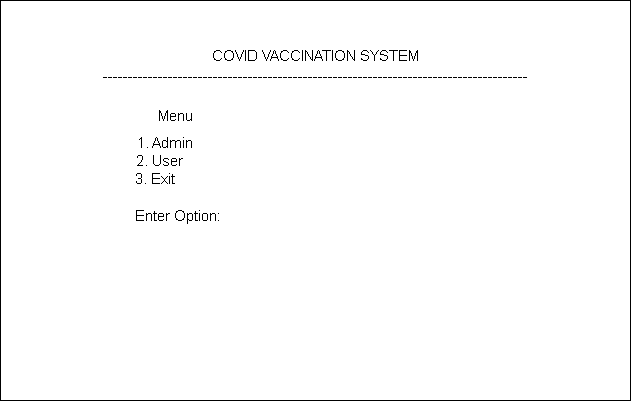 COVID VACCINATION SYSTEM
-------------------------------------------------------------------------------------
Menu
1. Admin
2. User
3. Exit
Enter Option: